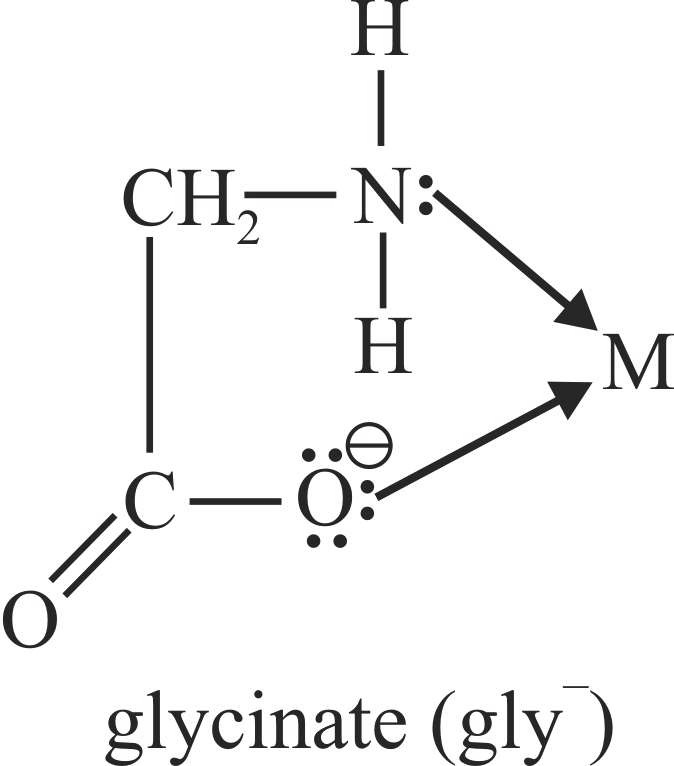 H
CH₂ N:
H
M
C O ⊖
O
glycinate (gly⁻)